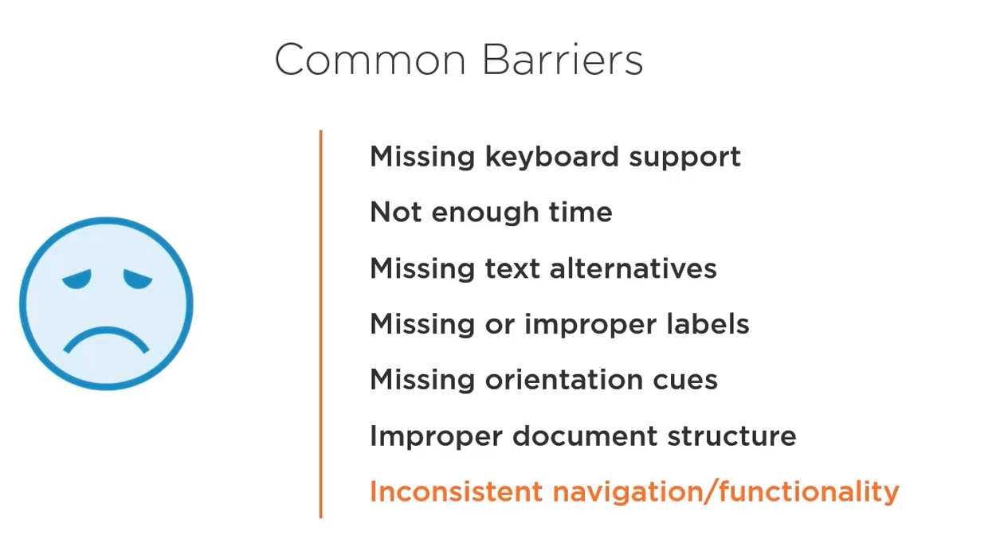 Common Barriers
Missing keyboard support
Not enough time
Missing text alternatives
Missing or improper labels
Missing orientation cues
Improper document structure
Inconsistent navigation/functionality